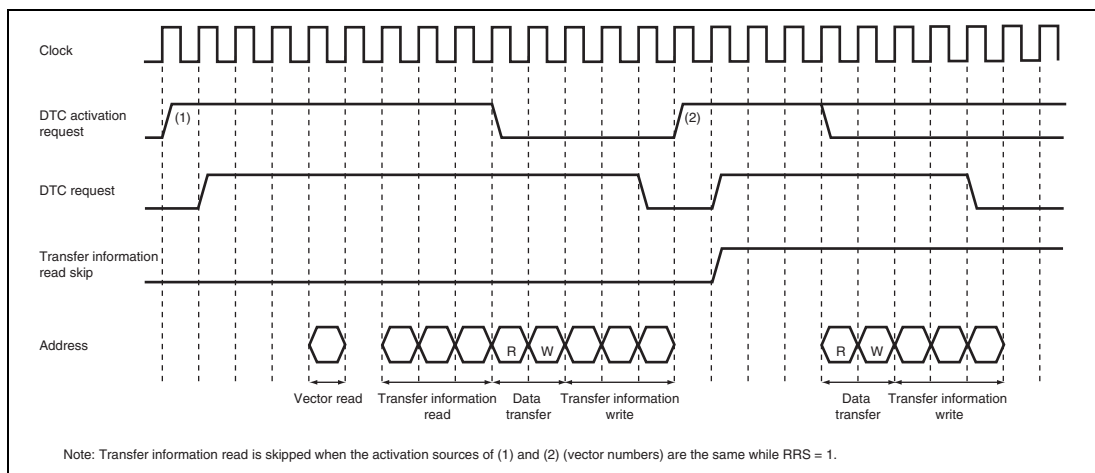 Clock
DTC activation
request
(1)
(2)
DTC request
Transfer information
read skip
Address
R
W
R
W
Vector read
Transfer information
read
Data
transfer
Transfer information
write
Data
transfer
Transfer information
write
Note: Transfer information read is skipped when the activation sources of (1) and (2) (vector numbers) are the same while RRS = 1.